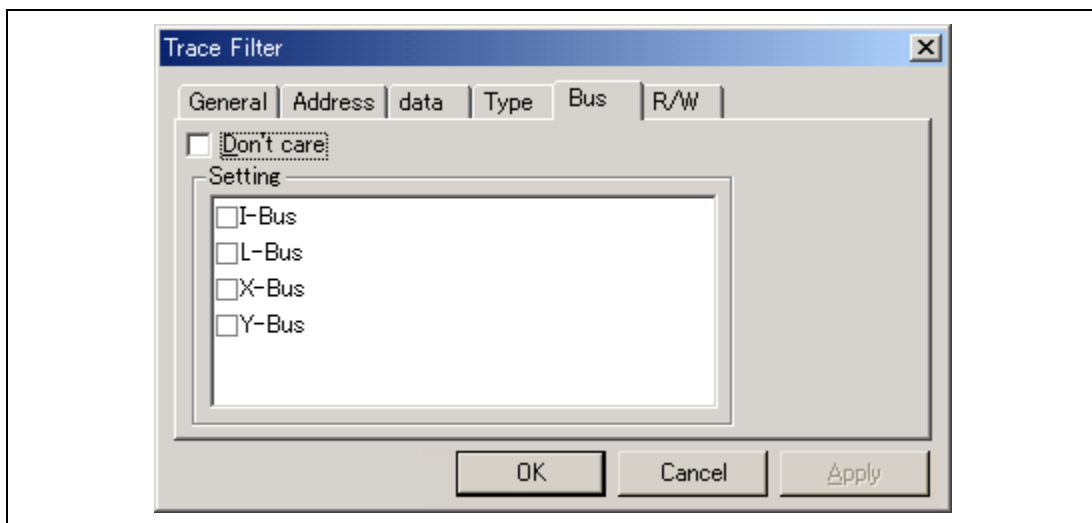 Trace Filter
General Address data Type Bus R/W
Don't care
Setting
I-Bus
L-Bus
X-Bus
Y-Bus
OK Cancel Apply